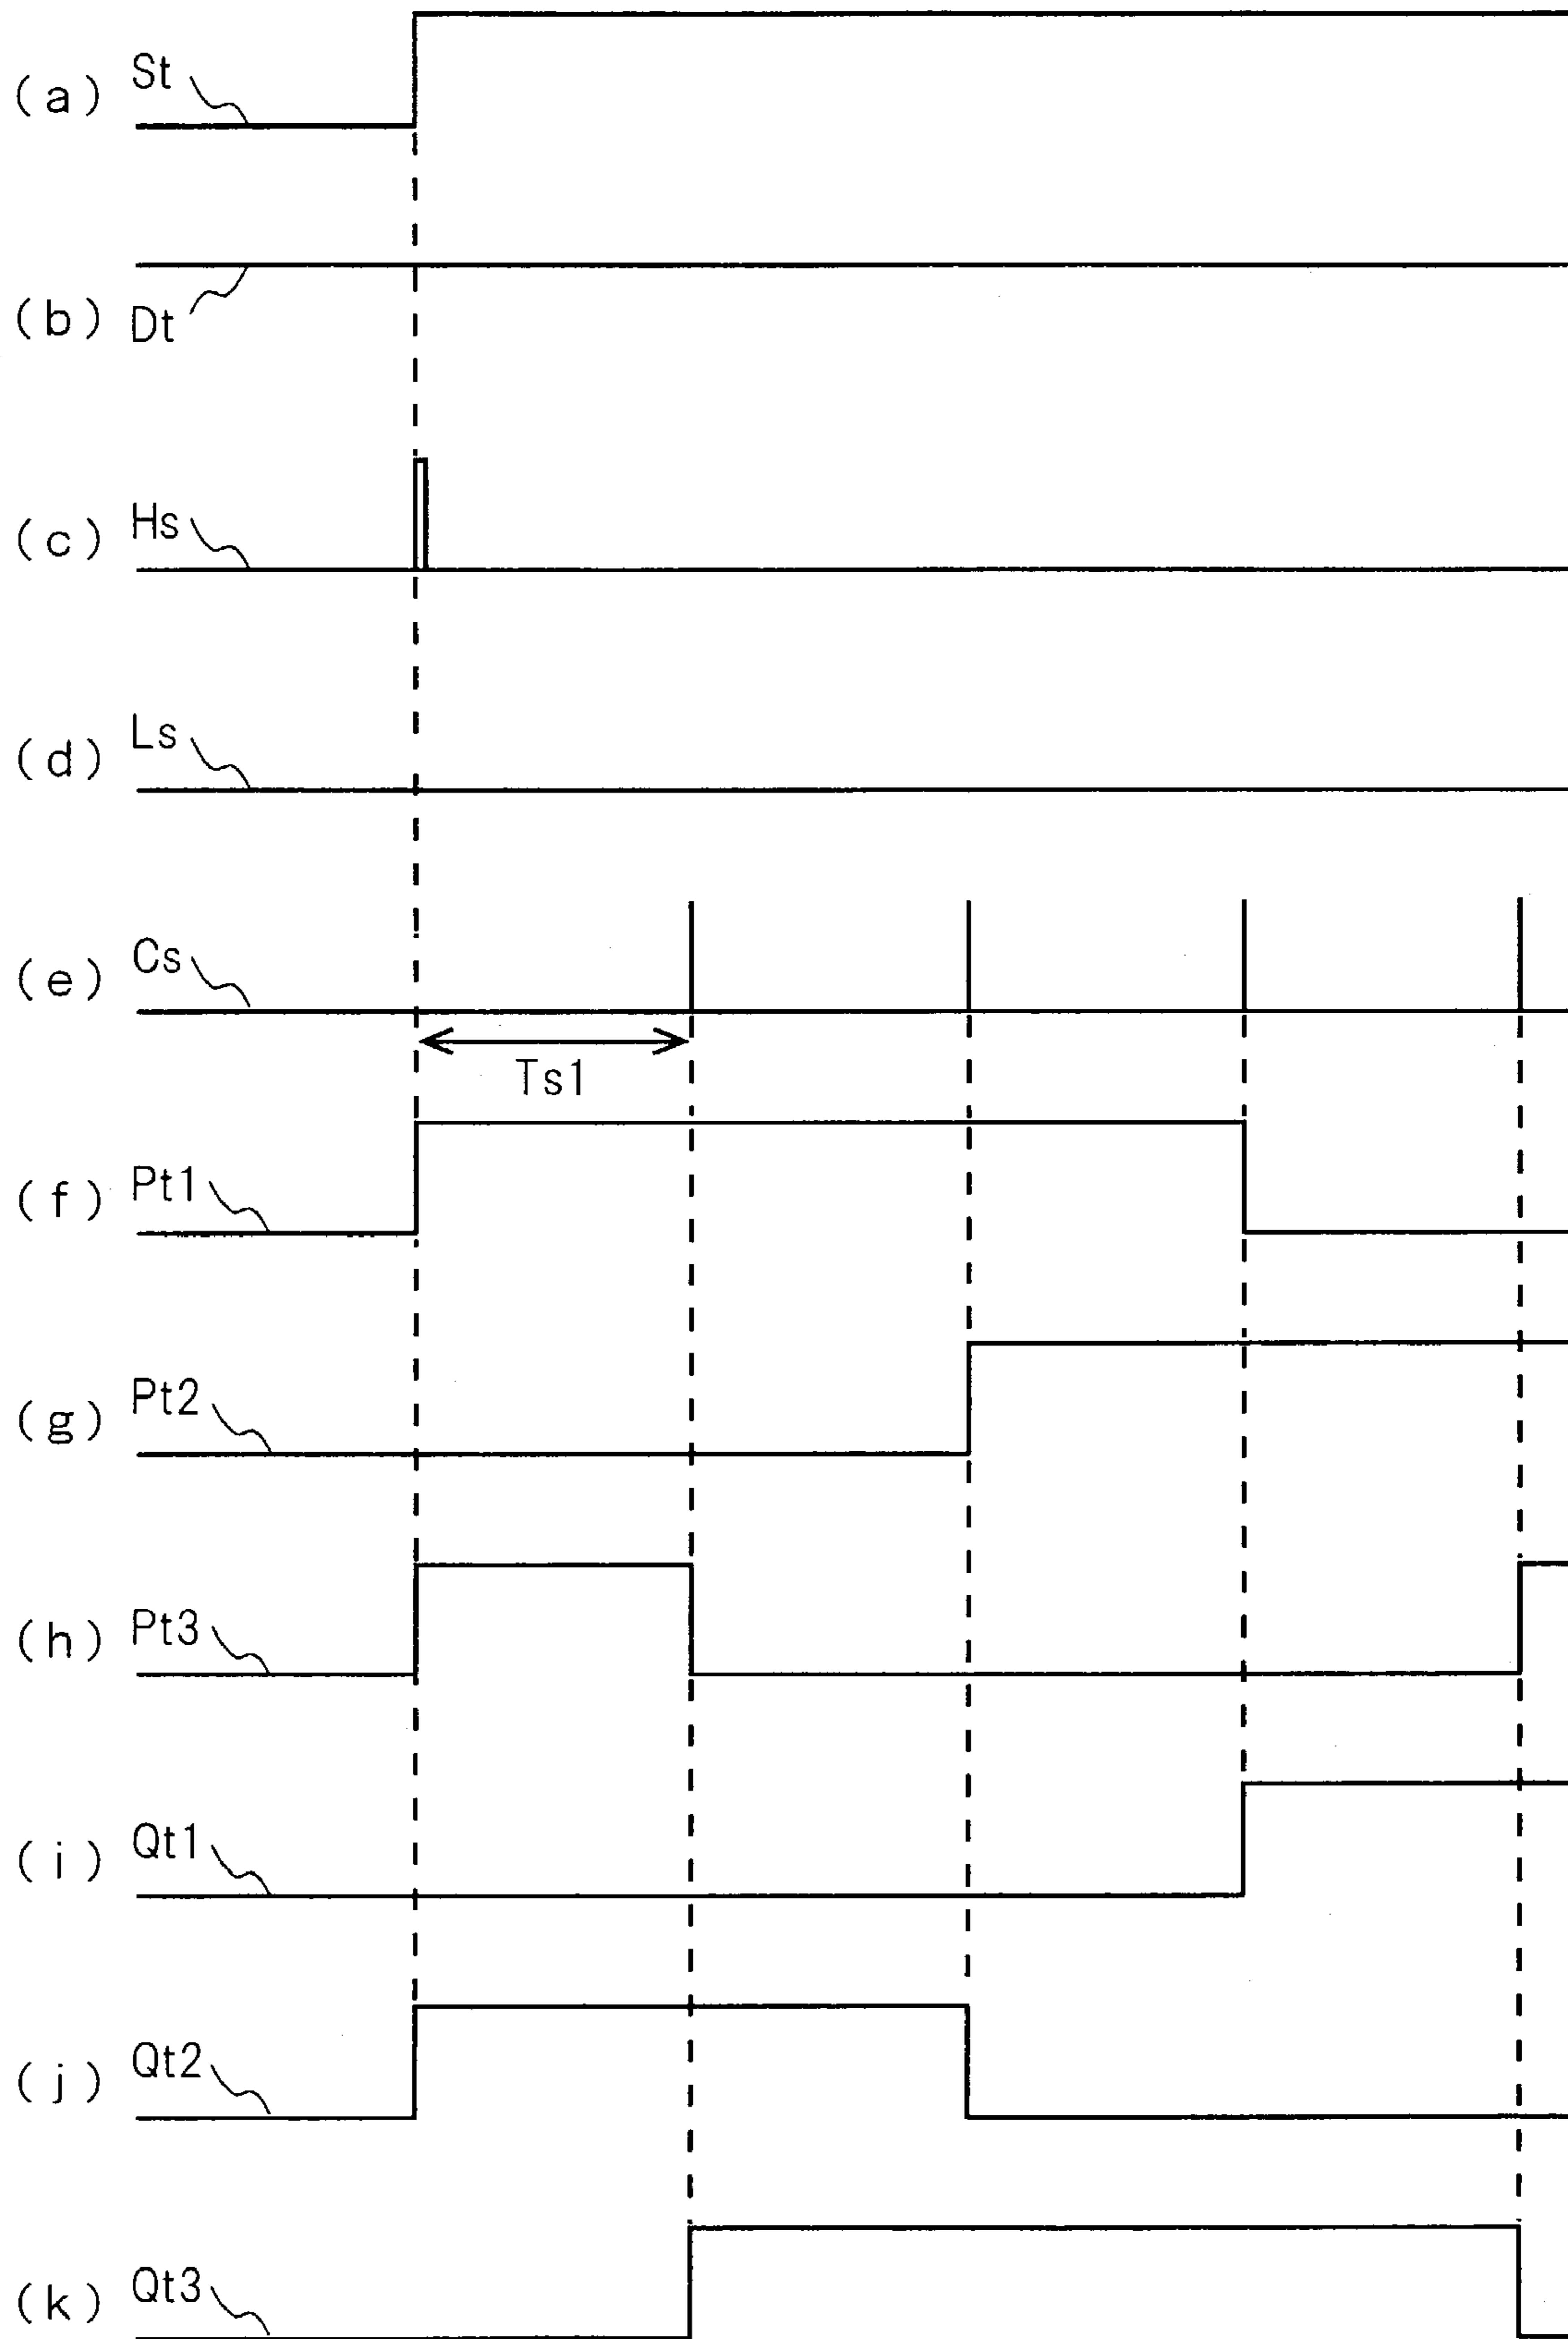 (a) St
(b) Dt
(c) Hs
(d) Ls
(e) Cs
Ts1
(f) Pt1
(g) Pt2
(h) Pt3
(i) Qt1
(j) Qt2
(k) Qt3